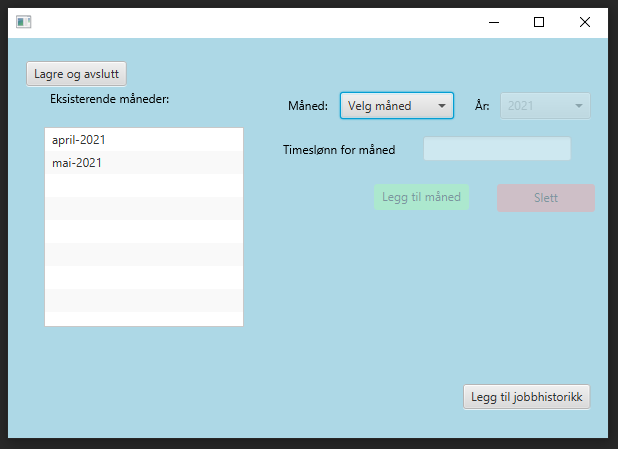 Lagre og avslutt
Eksisterende måneder:
april-2021
mai-2021
Måned: Velg måned År: 2021
Timeslønn for måned
Legg til måned Slett
Legg til jobbhistorikk